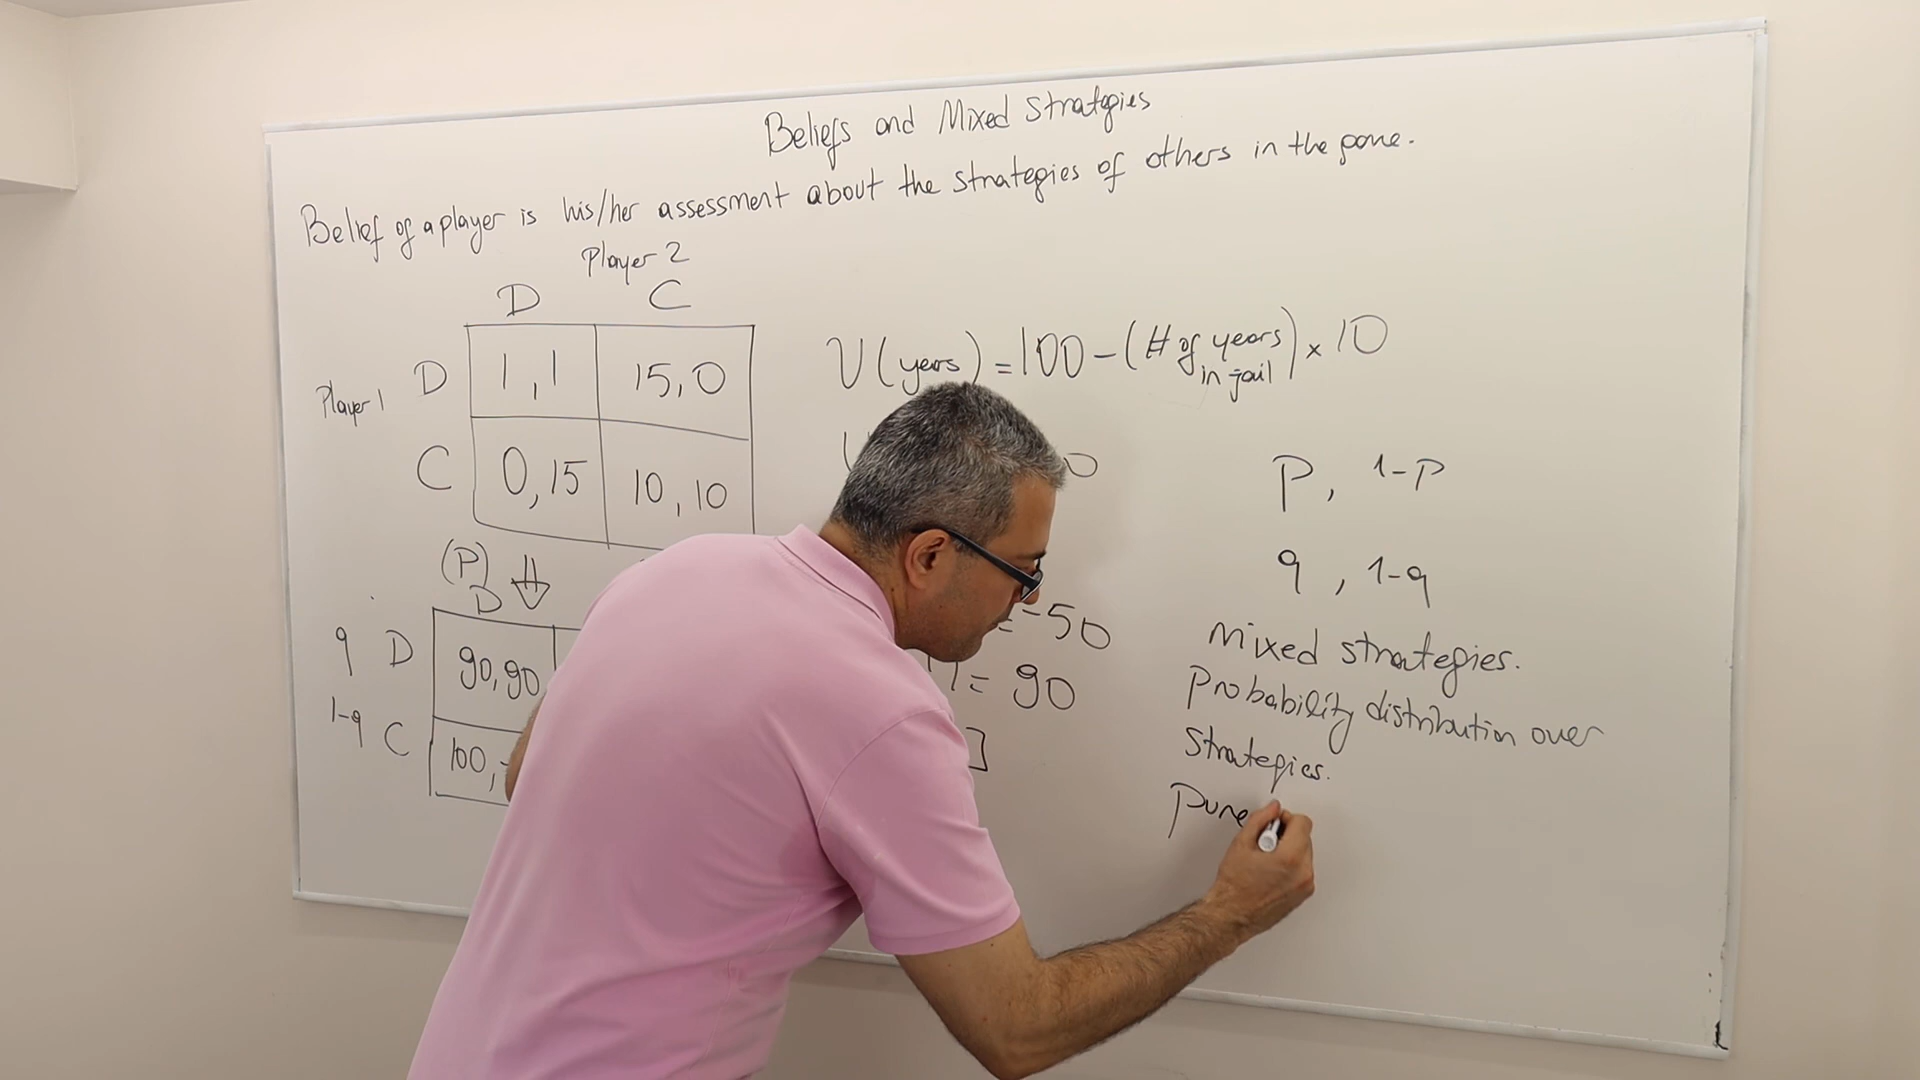 Beliefs and Mixed Strategies
Belief of a player is his/her assessment about the strategies of others in the game.
Player 2
D C
Player 1 D 1,1 15,0
C 0,15 10,10
(P)
D
q D 90,90
1-q C 100,-
U(years) = 100 - (# of years in jail) x 10
0
= -50
= 90
]
P, 1-P
q, 1-q
mixed strategies.
Probability distribution over
strategies.
Pure